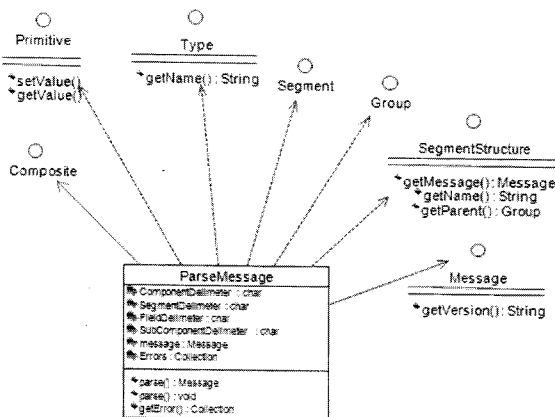 Primitive
setValue()
getValue()
Type
getName() : String
Segment
Group
SegmentStructure
getMessage() : Message
getName() : String
getParent() : Group
Composite
Message
getVersion() : String
ParseMessage
ComponentDelimeter : char
SegmentDelimeter : char
FieldDelimeter : char
SubComponentDelimeter : char
message : Message
Errors : Collection
parse() : Message
parse() : void
getError() : Collection